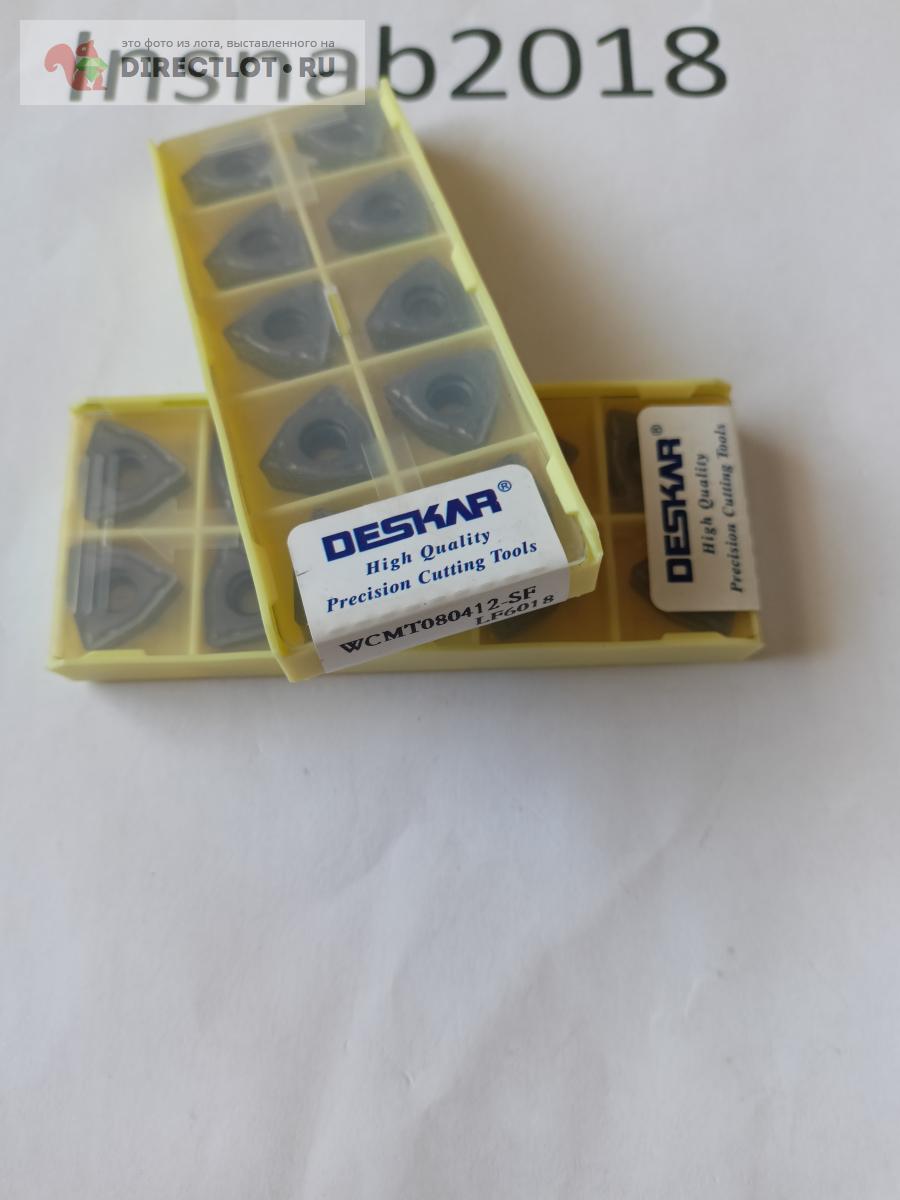 Insnab2018
это фото из лота, выставленного на
DIRECTLOT.RU
DESKAR®
High Quality
Precision Cutting Tools
WCMT080412-SF
LF6018
DESKAR®
High Quality
Precision Cutting Tools